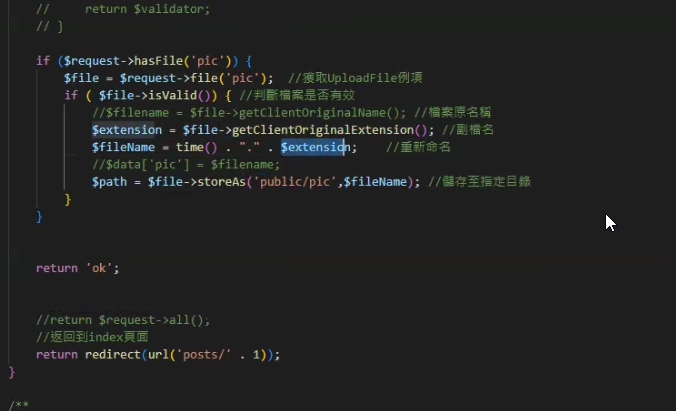 //     return $validator;
// }
if ($request->hasFile('pic')) {
$file = $request->file('pic');  //獲取UploadFile例項
if ( $file->isValid()) { //判斷檔案是否有效
//$filename = $file->getClientOriginalName(); //檔案原名稱
$extension = $file->getClientOriginalExtension(); //副檔名
$fileName = time() . "." . $extension;    //重新命名
//$data['pic'] = $filename;
$path = $file->storeAs('public/pic',$fileName); //儲存至指定目錄
}
}
return 'ok';
//return $request->all();
//返回到index頁面
return redirect(url('posts/' . 1));
}
/**